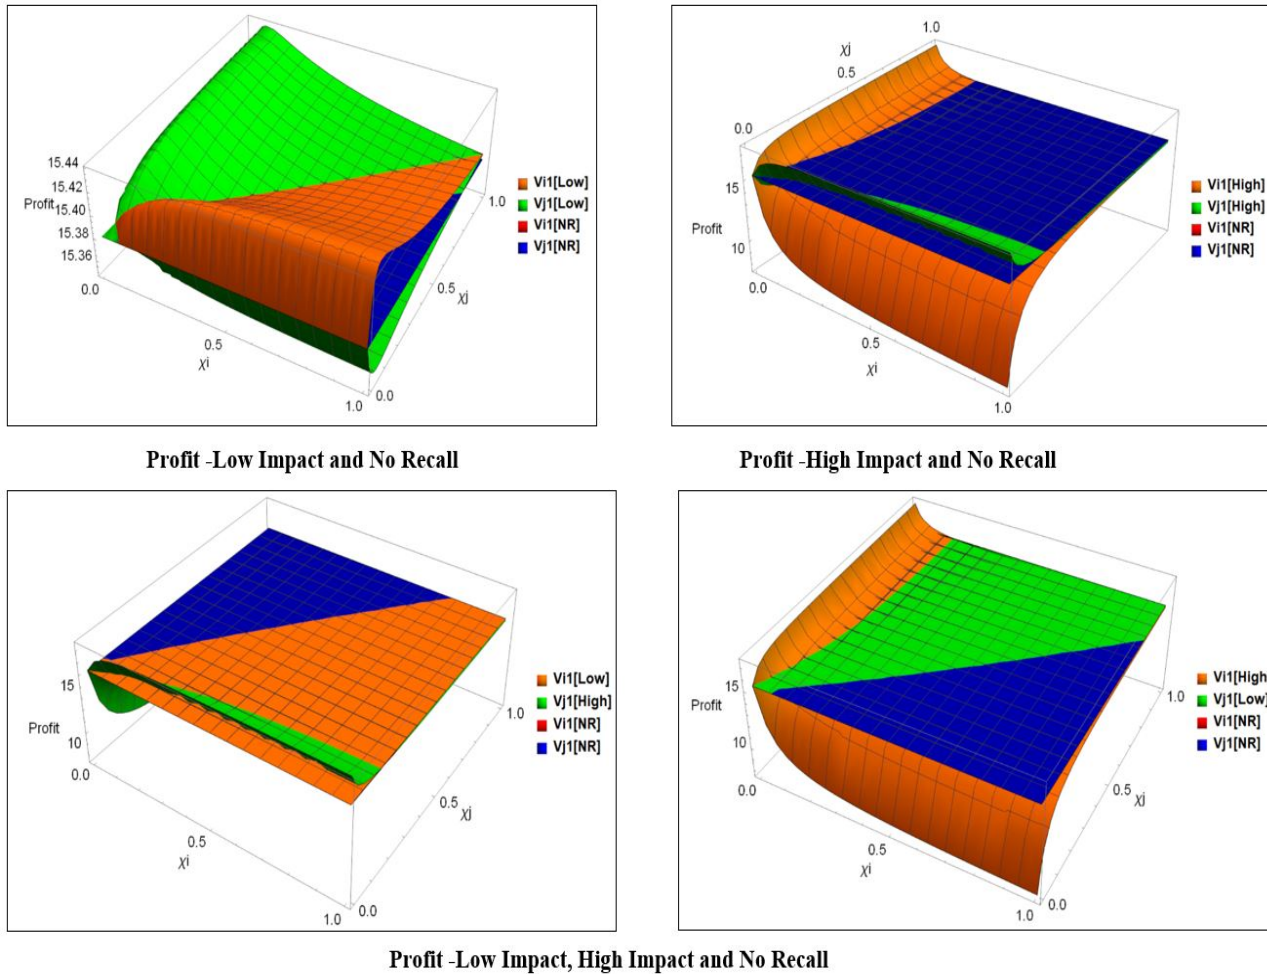 15.44
15.42
Profit 15.40
15.38
15.36
0.0
0.5
χi
1.0
0.0
0.5
χj
1.0
Vi1[Low]
Vj1[Low]
Vi1[NR]
Vj1[NR]
1.0
χj
0.5
0.0
15
Profit
10
0.0
0.5
χi
1.0
Vi1[High]
Vj1[High]
Vi1[NR]
Vj1[NR]
Profit -Low Impact and No Recall
Profit -High Impact and No Recall
15
Profit
10
0.0
0.5
χi
1.0
0.0
0.5
χj
1.0
Vi1[Low]
Vj1[High]
Vi1[NR]
Vj1[NR]
15
Profit
10
0.0
0.5
χi
1.0
0.0
0.5
χj
1.0
Vi1[High]
Vj1[Low]
Vi1[NR]
Vj1[NR]
Profit -Low Impact, High Impact and No Recall